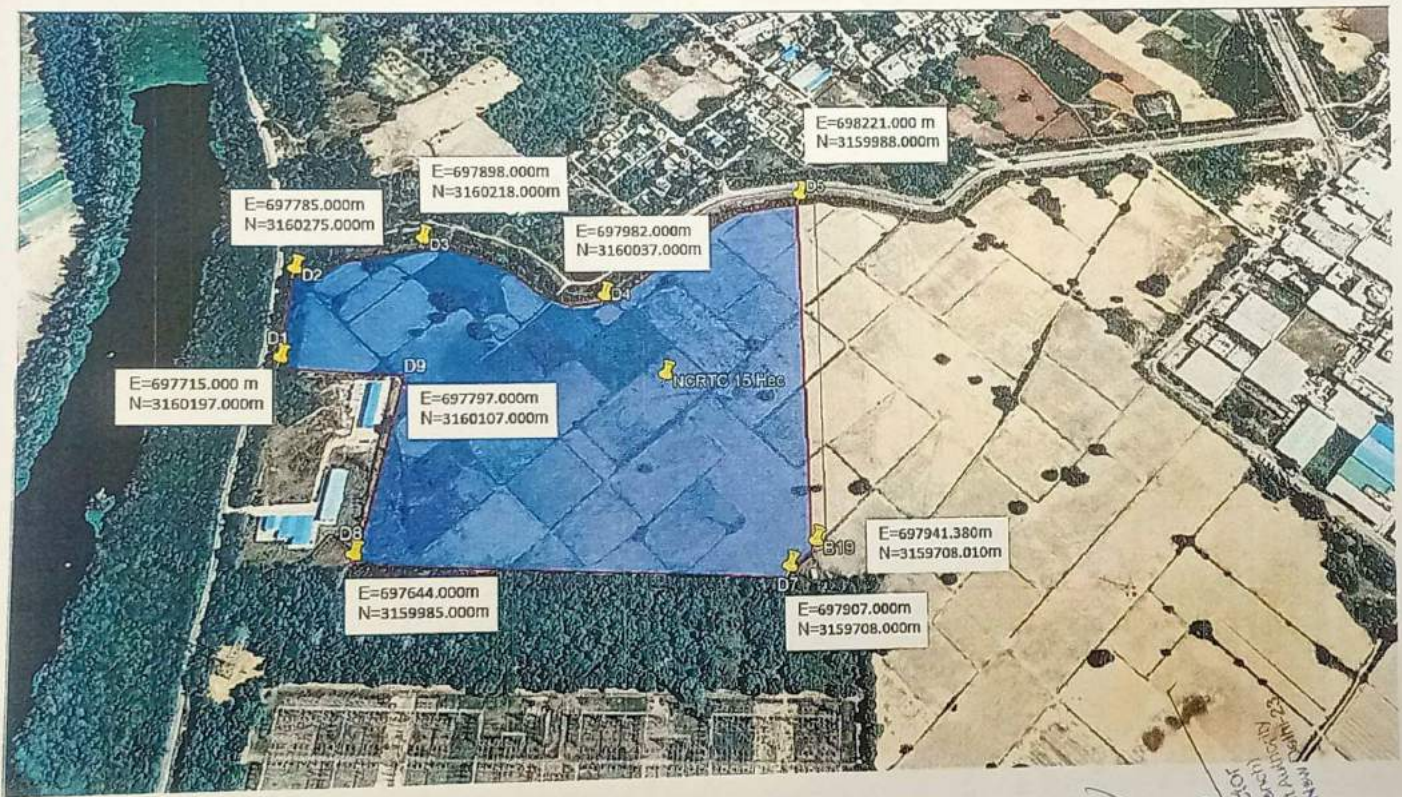 E=698221.000 m
N=3159988.000m
E=697898.000m
N=3160218.000m
E=697785.000m
N=3160275.000m
E=697982.000m
N=3160037.000m
D5
D3
D2
D4
D1
D9
NCRTC 15 Hec
E=697715.000 m
N=3160197.000m
E=697797.000m
N=3160107.000m
D8
B19
D7
E=697941.380m
N=3159708.010m
E=697644.000m
N=3159985.000m
E=697907.000m
N=3159708.000m